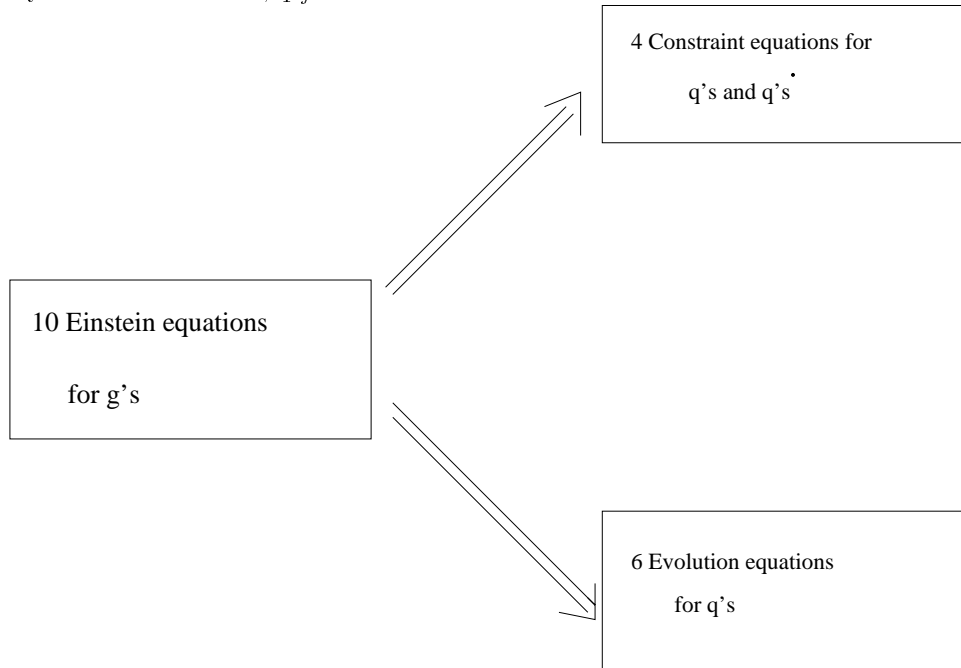 4 Constraint equations for
q's and q's˙
10 Einstein equations
for g's
6 Evolution equations
for q's